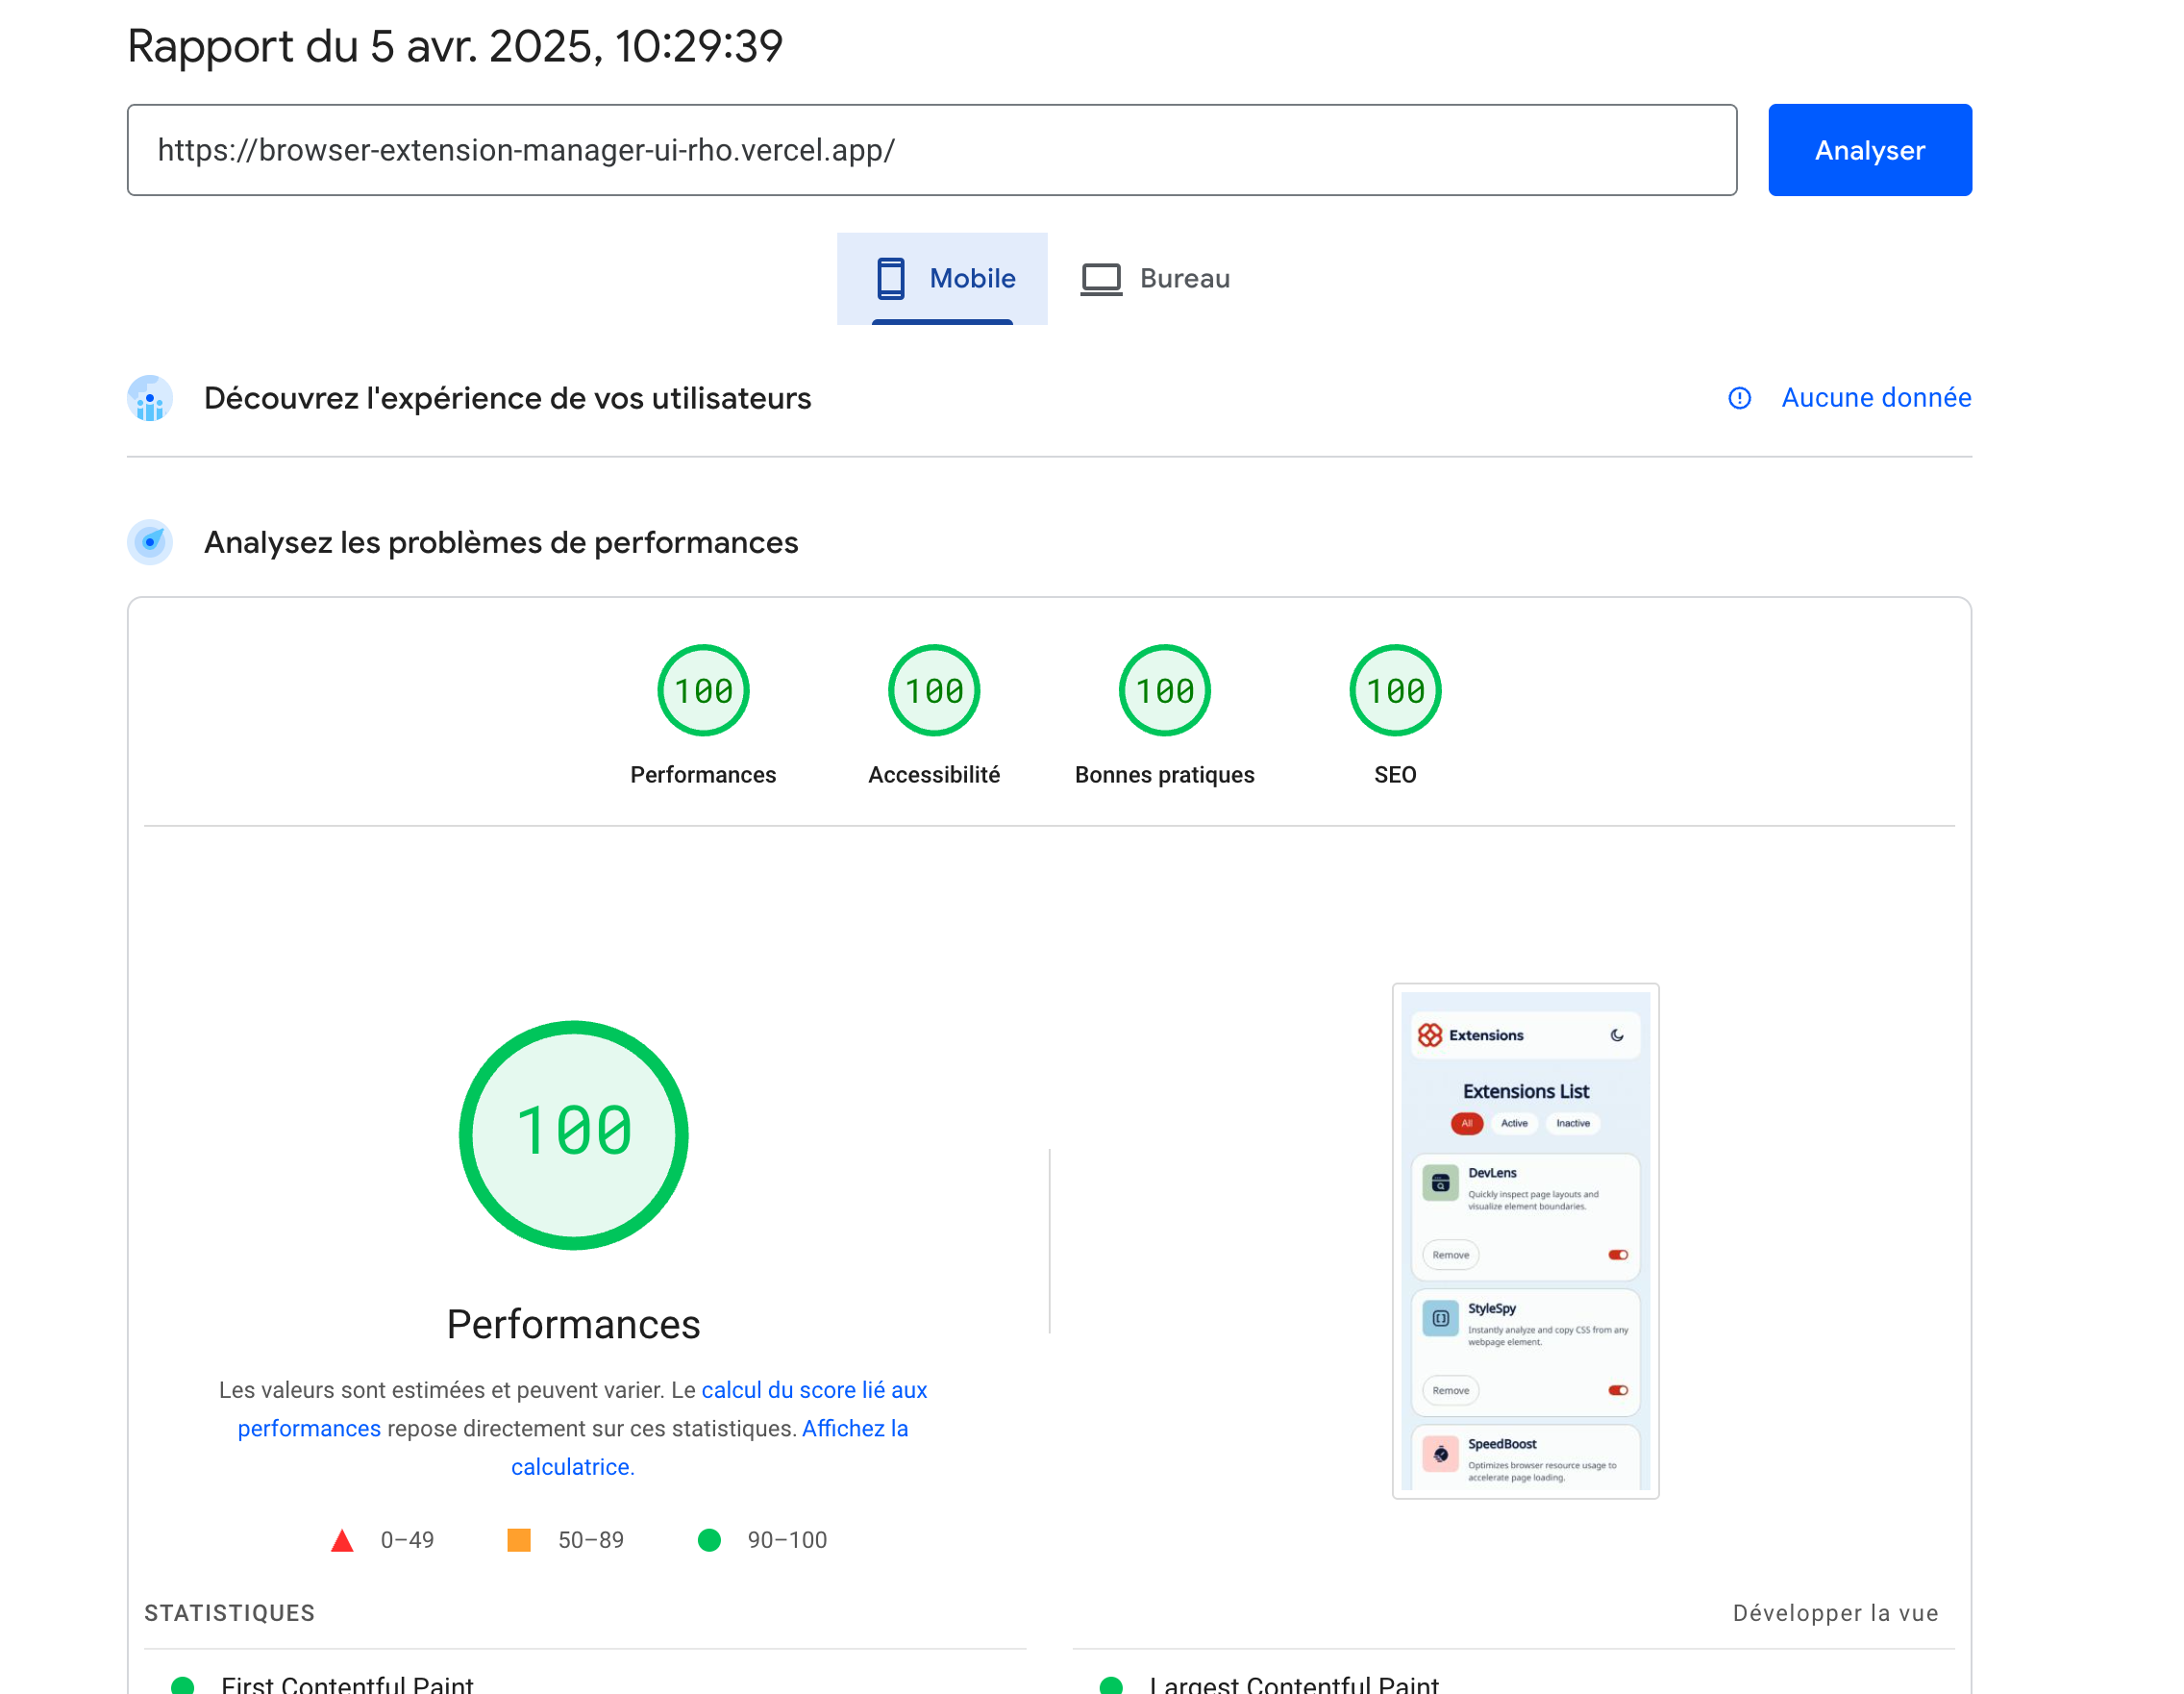 Rapport du 5 avr. 2025, 10:29:39
https://browser-extension-manager-ui-rho.vercel.app/
Analyser
Mobile
Bureau
Découvrez l'expérience de vos utilisateurs
Aucune donnée
Analysez les problèmes de performances
100
100
100
100
Performances
Accessibilité
Bonnes pratiques
SEO
100
Performances
Les valeurs sont estimées et peuvent varier. Le calcul du score lié aux
performances repose directement sur ces statistiques. Affichez la
calculatrice.
0–49
50–89
90–100
Extensions
Extensions List
All
Active
Inactive
DevLens
Quickly inspect page layouts and
visualize element boundaries.
Remove
StyleSpy
Instantly analyze and copy CSS from any
webpage element.
Remove
SpeedBoost
Optimizes browser resource usage to
accelerate page loading.
STATISTIQUES
Développer la vue
First Contentful Paint
Largest Contentful Paint